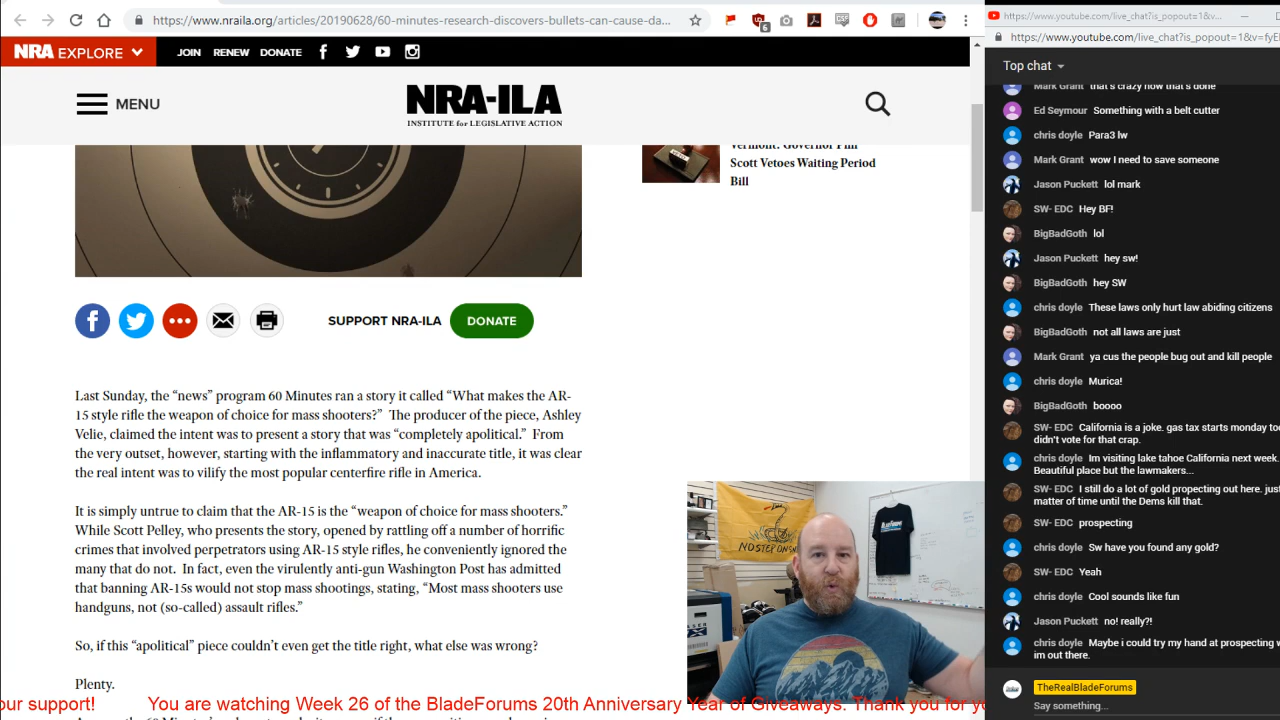 https://www.nraila.org/articles/20190628/60-minutes-research-discovers-bullets-can-cause-da...
6
NRA EXPLORE
JOIN RENEW DONATE
MENU
NRA-ILA
INSTITUTE for LEGISLATIVE ACTION
Vermont: Governor Phil
Scott Vetoes Waiting Period
Bill
SUPPORT NRA-ILA DONATE
Last Sunday, the “news” program 60 Minutes ran a story it called “What makes the AR-
15 style rifle the weapon of choice for mass shooters?” The producer of the piece, Ashley
Velie, claimed the intent was to present a story that was “completely apolitical.” From
the very outset, however, starting with the inflammatory and inaccurate title, it was clear
the real intent was to vilify the most popular centerfire rifle in America.
It is simply untrue to claim that the AR-15 is the “weapon of choice for mass shooters.”
While Scott Pelley, who presents the story, opened by rattling off a number of horrific
crimes that involved perpetrators using AR-15 style rifles, he conveniently ignored the
many that do not. In fact, even the virulently anti-gun Washington Post has admitted
that banning AR-15s would not stop mass shootings, stating, “Most mass shooters use
handguns, not (so-called) assault rifles.”
So, if this “apolitical” piece couldn’t even get the title right, what else was wrong?
Plenty.
NO STEP ON SNEK
our support! You are watching Week 26 of the BladeForums 20th Anniversary Year of Giveaways. Thank you for y
https://www.youtube.com/live_chat?is_popout=1&v...
https://www.youtube.com/live_chat?is_popout=1&v=fyE
Top chat
Mark Grant that's crazy how that's done
Ed Seymour Something with a belt cutter
chris doyle Para3 lw
Mark Grant wow I need to save someone
Jason Puckett lol mark
SW- EDC Hey BF!
BigBadGoth lol
Jason Puckett hey sw!
BigBadGoth hey SW
chris doyle These laws only hurt law abiding citizens
BigBadGoth not all laws are just
Mark Grant ya cus the people bug out and kill people
chris doyle Murica!
BigBadGoth boooo
SW- EDC California is a joke. gas tax starts monday too
didn't vote for that crap.
chris doyle Im visiting lake tahoe California next week.
Beautiful place but the lawmakers...
SW- EDC I still do a lot of gold propecting out here. just
matter of time until the Dems kill that.
SW- EDC prospecting
chris doyle Sw have you found any gold?
SW- EDC Yeah
chris doyle Cool sounds like fun
Jason Puckett no! really?!
chris doyle Maybe i could try my hand at prospecting w
im out there.
TheRealBladeForums
Say something...